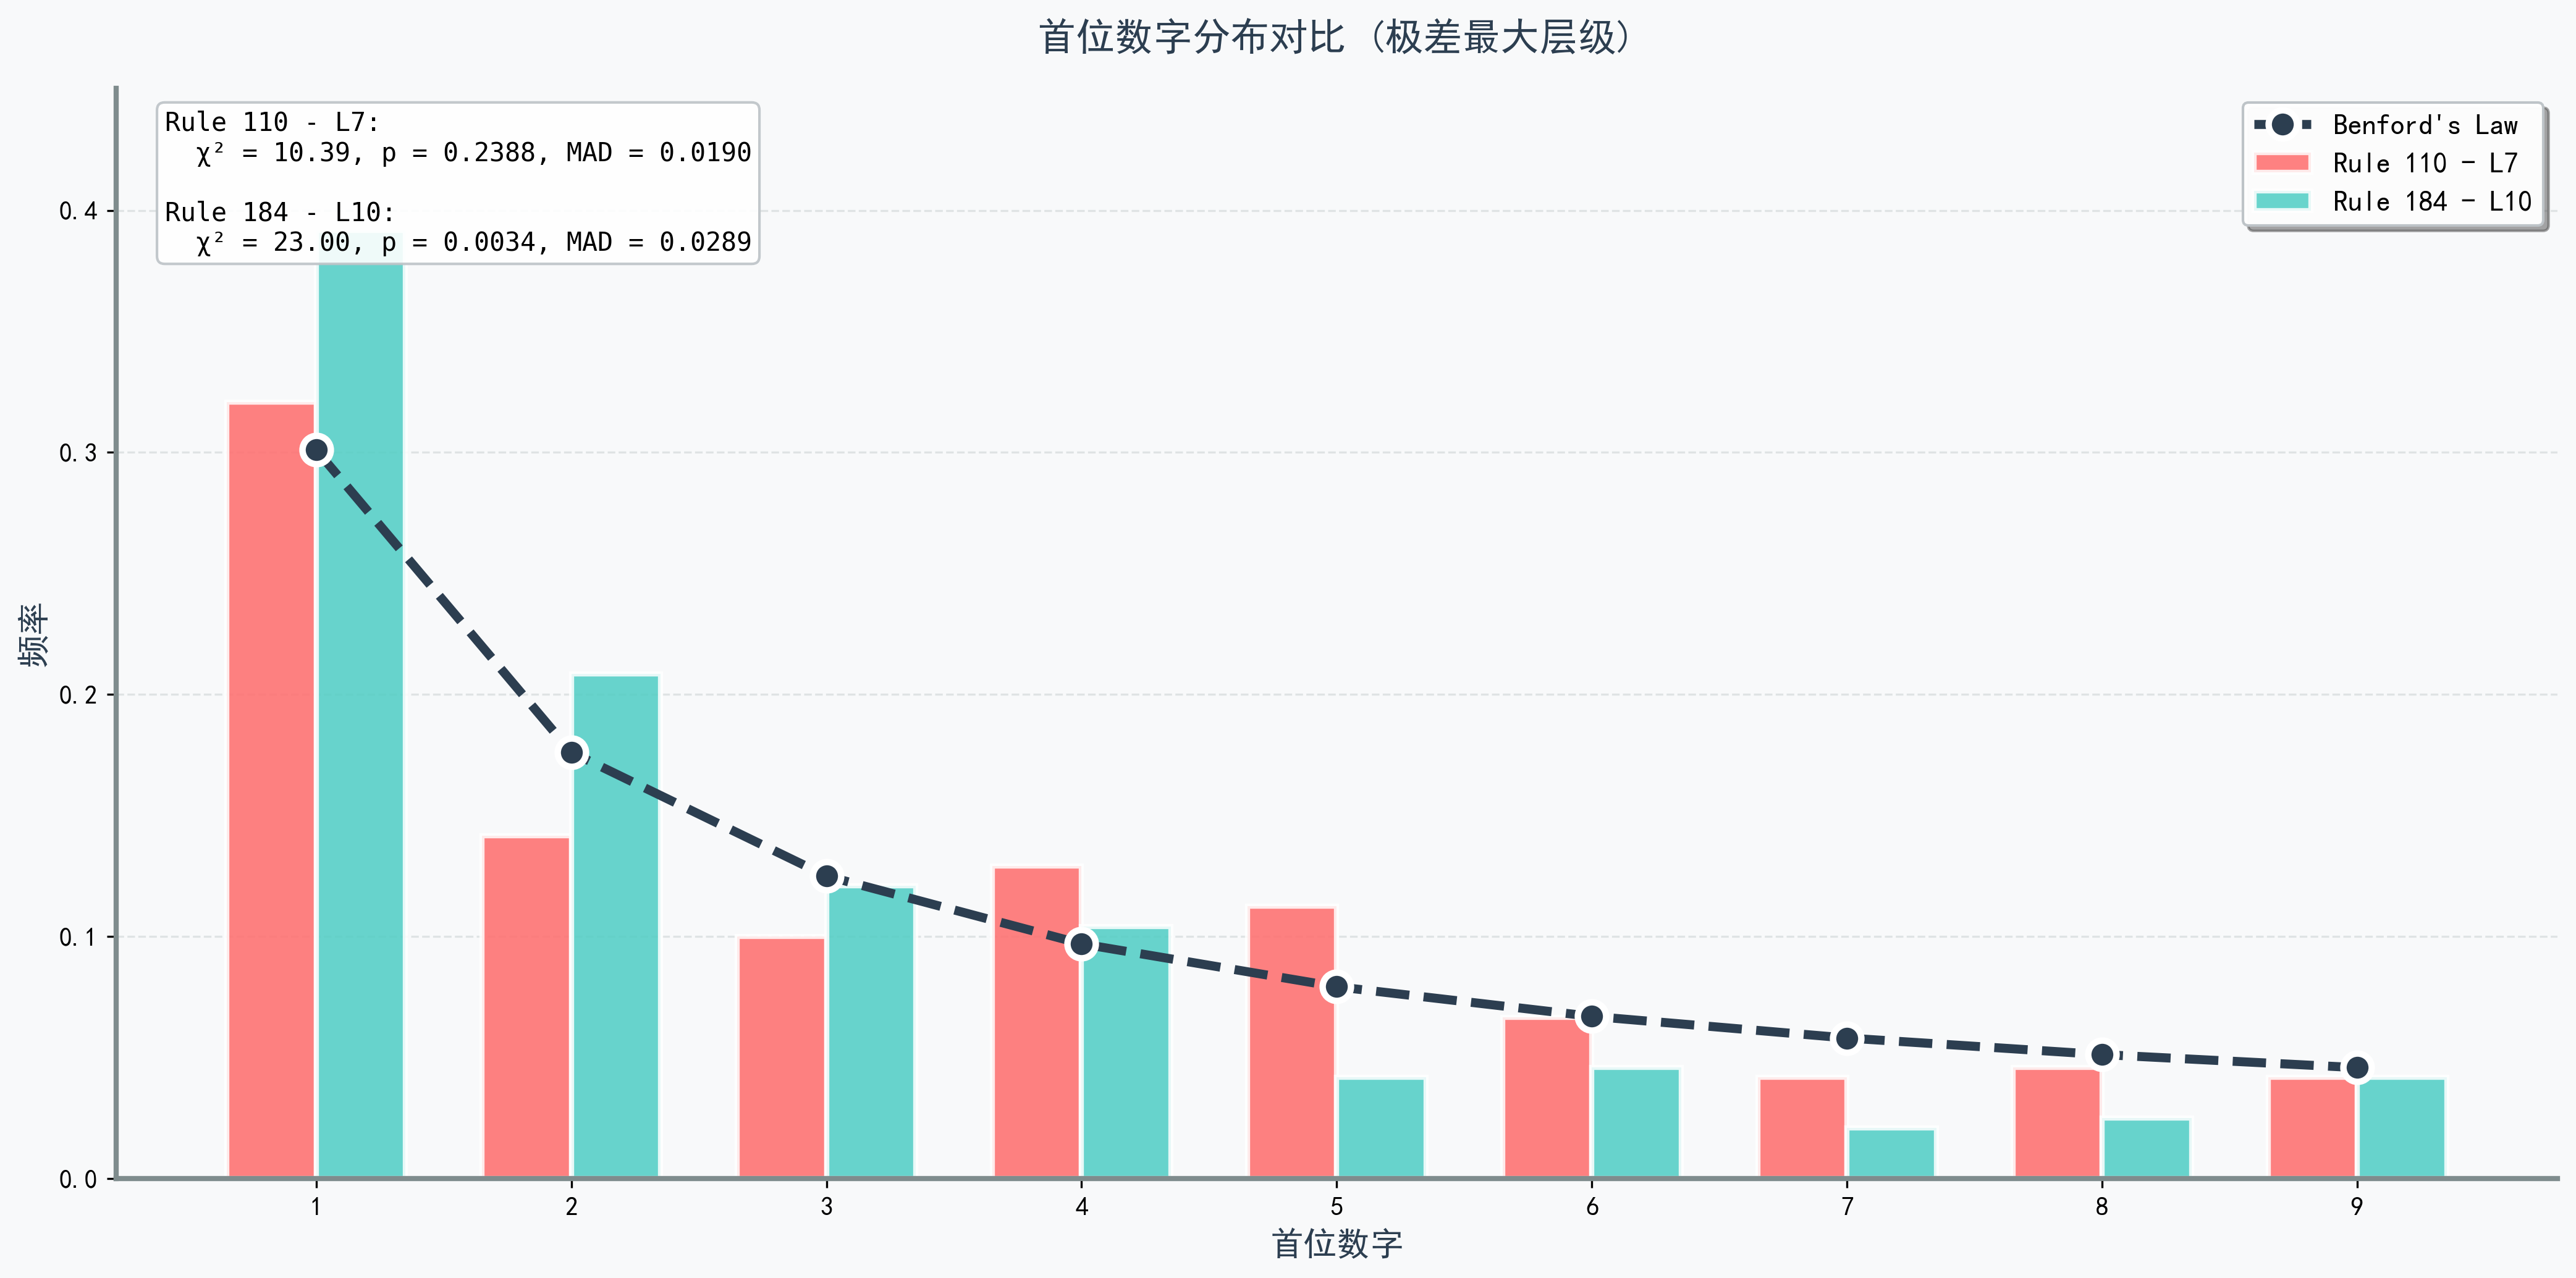 首位数字分布对比 (极差最大层级)
Rule 110 - L7:
χ² = 10.39, p = 0.2388, MAD = 0.0190
Rule 184 - L10:
χ² = 23.00, p = 0.0034, MAD = 0.0289
Benford's Law
Rule 110 - L7
Rule 184 - L10
频率
0.4
0.3
0.2
0.1
0.0
1 2 3 4 5 6 7 8 9
首位数字